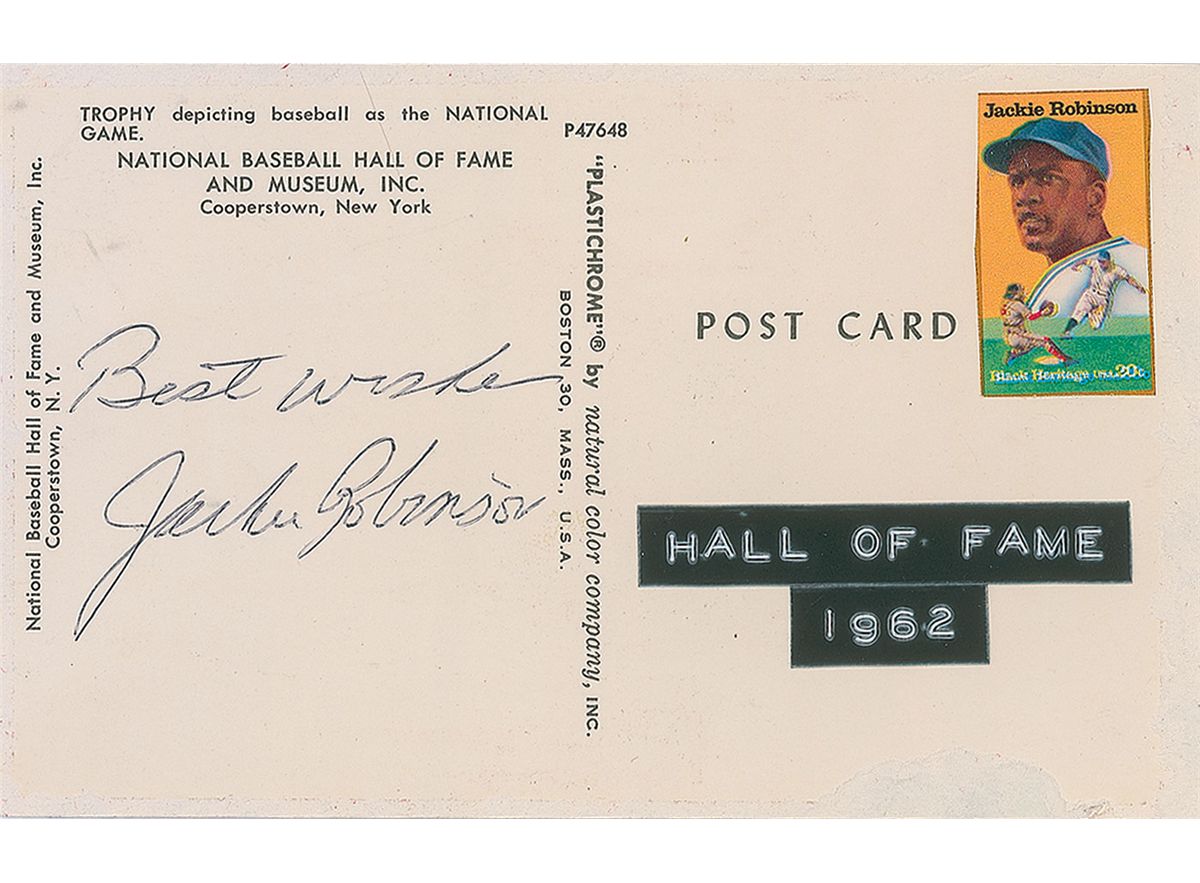 TROPHY depicting baseball as the NATIONAL
GAME.
NATIONAL BASEBALL HALL OF FAME
AND MUSEUM, INC.
Cooperstown, New York
P47648
National Baseball Hall of Fame and Museum, Inc.
Cooperstown, N. Y.
Best wishes
Jackie Robinson
"PLASTICHROME"® by natural color company, INC.
BOSTON 30, MASS., U.S.A.
POST CARD
Jackie Robinson
Black Heritage USA 20c
HALL OF FAME
1962